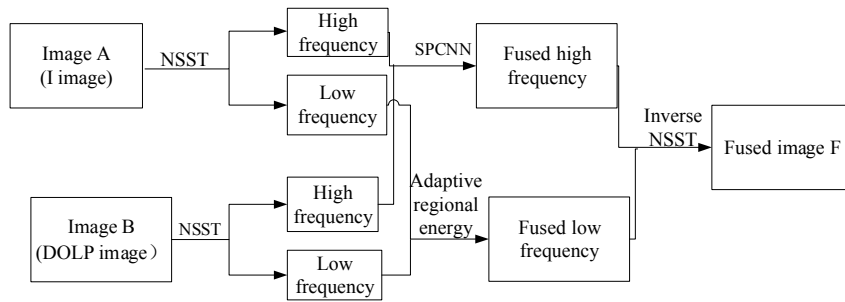 Image A
(I image)
NSST
High
frequency
Low
frequency
SPCNN
Fused high
frequency
Inverse
NSST
Fused image F
Image B
(DOLP image）
NSST
High
frequency
Low
frequency
Adaptive
regional
energy
Fused low
frequency